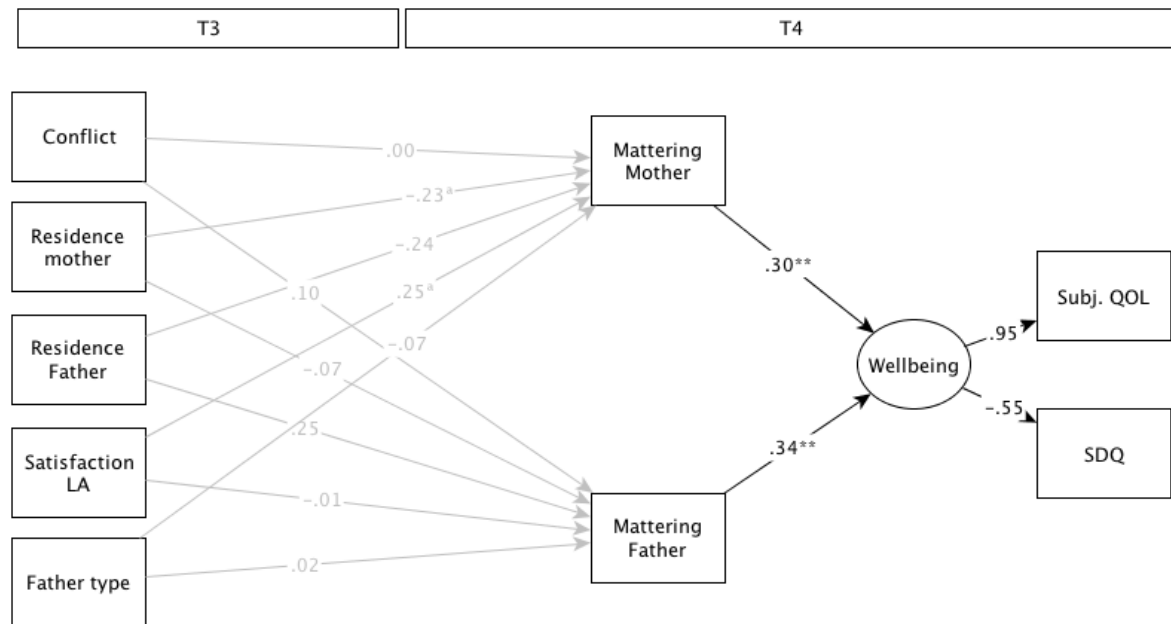 T3
T4
Conflict
Residence
mother
Residence
Father
Satisfaction
LA
Father type
.00
-.23ª
-.24
.10
.25ª
-.07
-.07
.25
-.01
.02
Mattering
Mother
Mattering
Father
.30**
.34**
Wellbeing
.95
-.55
Subj. QOL
SDQ